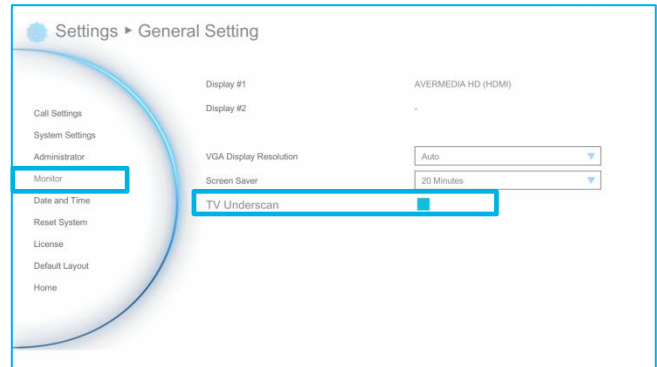 Settings ▸ General Setting
Display #1 AVERMEDIA HD (HDMI)
Display #2 -
Call Settings
System Settings
Administrator
Monitor
Date and Time
Reset System
License
Default Layout
Home
VGA Display Resolution Auto
Screen Saver 20 Minutes
TV Underscan